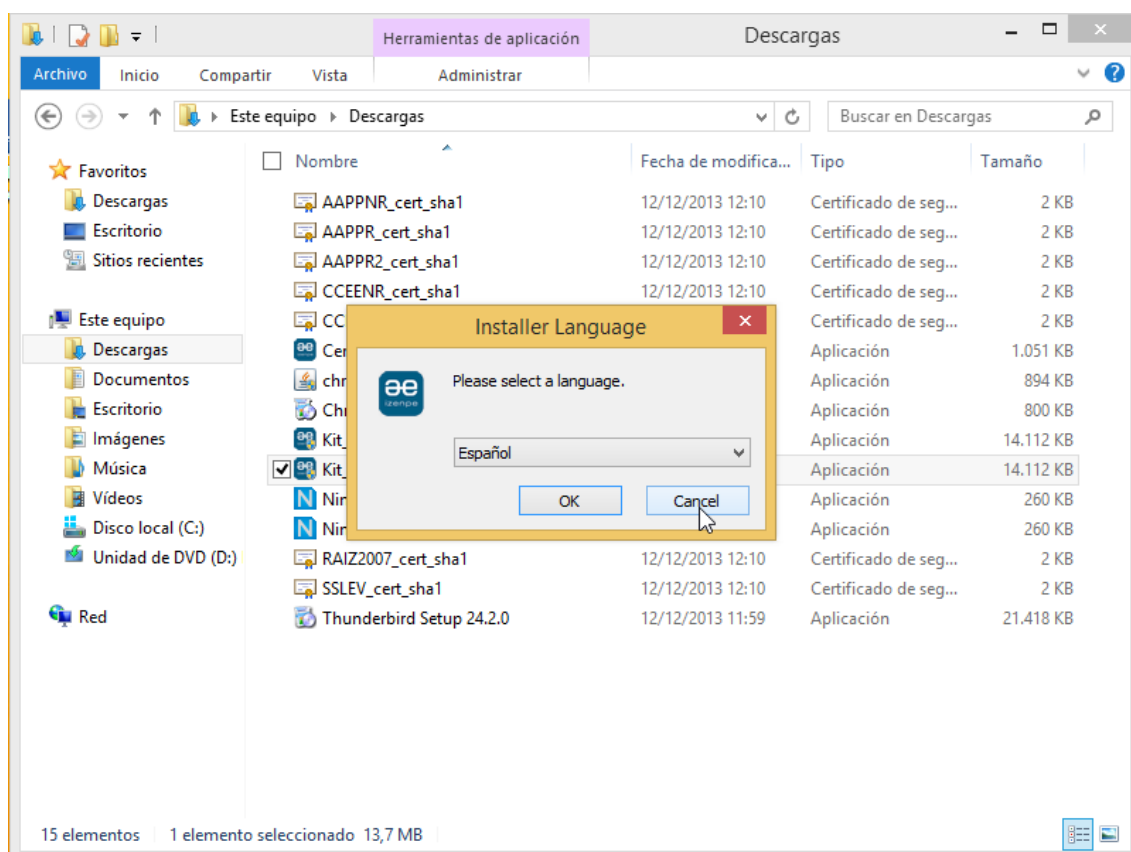 Herramientas de aplicación
Descargas
Archivo
Inicio
Compartir
Vista
Administrar
Este equipo
Descargas
Buscar en Descargas
Nombre
Fecha de modifica...
Tipo
Tamaño
Favoritos
Descargas
Escritorio
Sitios recientes
Este equipo
Descargas
Documentos
Escritorio
Imágenes
Música
Vídeos
Disco local (C:)
Unidad de DVD (D:)
Red
AAPPNR_cert_sha1 12/12/2013 12:10 Certificado de seg... 2 KB
AAPPR_cert_sha1 12/12/2013 12:10 Certificado de seg... 2 KB
AAPPR2_cert_sha1 12/12/2013 12:10 Certificado de seg... 2 KB
CCEENR_cert_sha1 12/12/2013 12:10 Certificado de seg... 2 KB
CC Certificado de seg... 2 KB
Cer Aplicación 1.051 KB
chr Aplicación 894 KB
Ch Aplicación 800 KB
Kit_ Aplicación 14.112 KB
Kit_ Aplicación 14.112 KB
Nin Aplicación 260 KB
Nin Aplicación 260 KB
RAIZ2007_cert_sha1 12/12/2013 12:10 Certificado de seg... 2 KB
SSLEV_cert_sha1 12/12/2013 12:10 Certificado de seg... 2 KB
Thunderbird Setup 24.2.0 12/12/2013 11:59 Aplicación 21.418 KB
Installer Language
izenpe
Please select a language.
Español
OK
Cancel
15 elementos
1 elemento seleccionado 13,7 MB